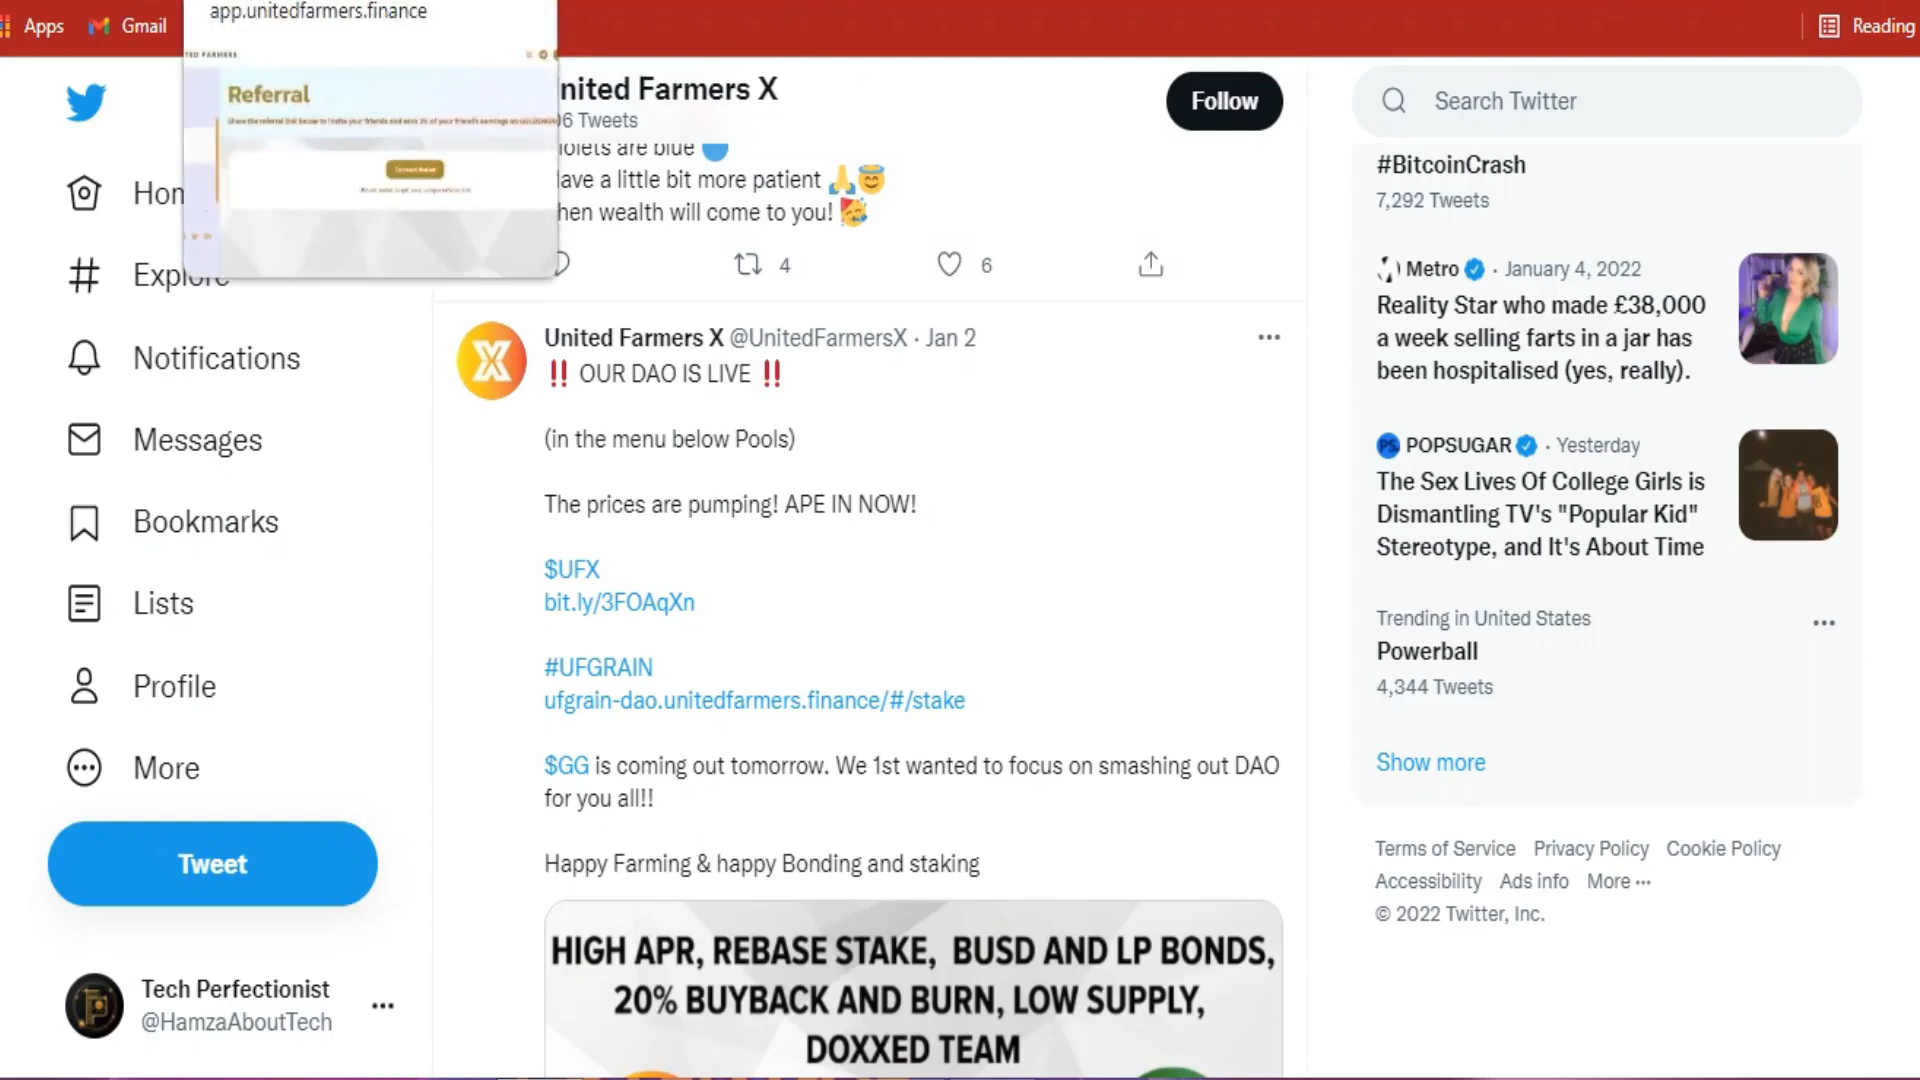 Apps
Gmail
Reading
app.unitedfarmers.finance
Referral
nited Farmers X
6 Tweets
Follow
Search Twitter
violets are blue
ave a little bit more patient
hen wealth will come to you!
4
6
Hom
Explore
Notifications
Messages
Bookmarks
Lists
Profile
More
Tweet
Tech Perfectionist
@HamzaAboutTech
United Farmers X @UnitedFarmersX · Jan 2
‼ OUR DAO IS LIVE ‼
(in the menu below Pools)
The prices are pumping! APE IN NOW!
$UFX
bit.ly/3FOAqXn
#UFGRAIN
ufgrain-dao.unitedfarmers.finance/#/stake
$GG is coming out tomorrow. We 1st wanted to focus on smashing out DAO
for you all!!
Happy Farming & happy Bonding and staking
HIGH APR, REBASE STAKE, BUSD AND LP BONDS,
20% BUYBACK AND BURN, LOW SUPPLY,
DOXXED TEAM
#BitcoinCrash
7,292 Tweets
Metro · January 4, 2022
Reality Star who made £38,000
a week selling farts in a jar has
been hospitalised (yes, really).
POPSUGAR · Yesterday
The Sex Lives Of College Girls is
Dismantling TV's "Popular Kid"
Stereotype, and It's About Time
Trending in United States
Powerball
4,344 Tweets
Show more
Terms of Service Privacy Policy Cookie Policy
Accessibility Ads info More ···
© 2022 Twitter, Inc.